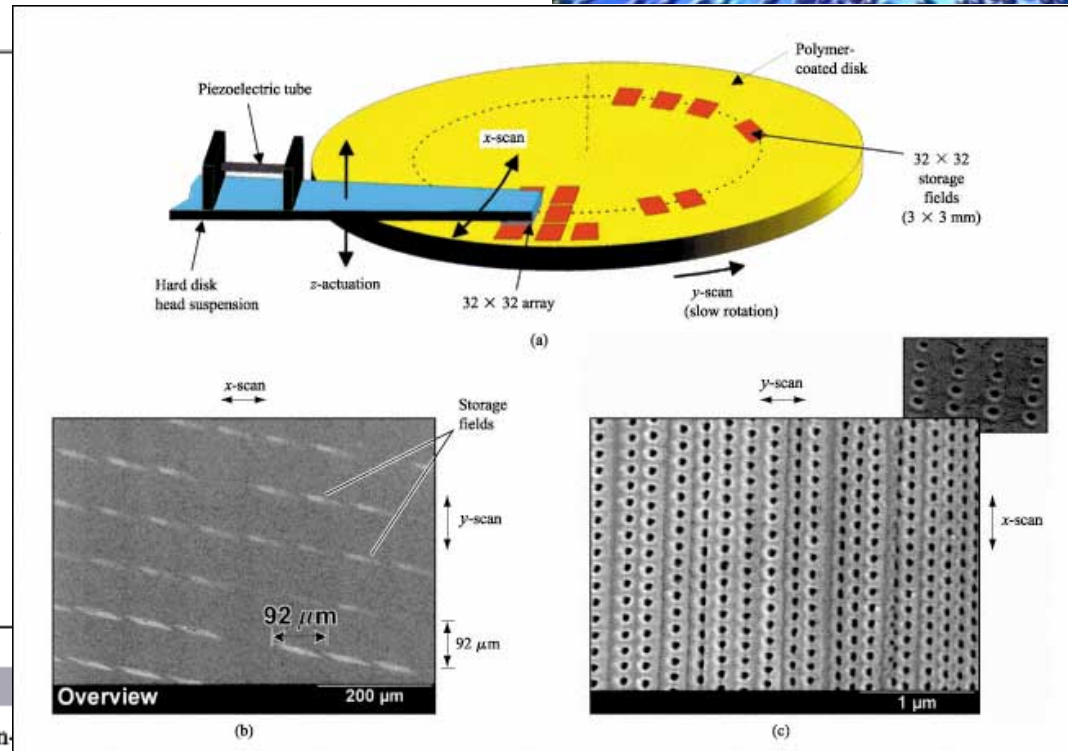 Piezoelectric tube
Polymer-
coated disk
x-scan
32 × 32
storage
fields
(3 × 3 mm)
Hard disk
head suspension
z-actuation
32 × 32 array
y-scan
(slow rotation)
(a)
x-scan
Storage
fields
y-scan
92 μm
92 μm
Overview
200 μm
(b)
y-scan
x-scan
1 μm
(c)